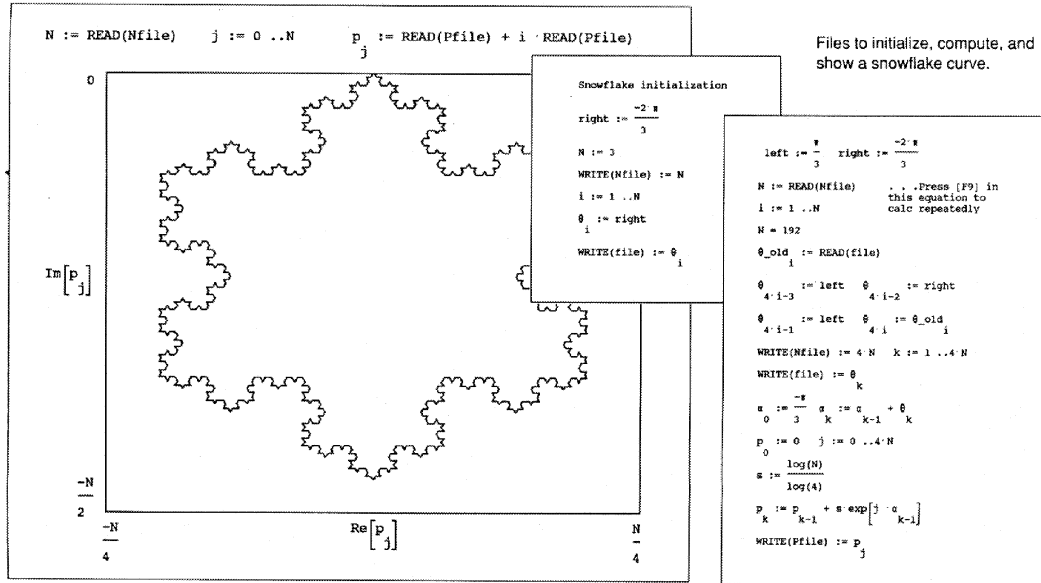 N := READ(Nfile) j := 0 ..N p j := READ(Pfile) + i · READ(Pfile)
0
Im[p j]
-N
2
-N
4
Re[p j]
N
4
Files to initialize, compute, and
show a snowflake curve.
Snowflake initialization
right := -2·π / 3
N := 3
WRITE(Nfile) := N
i := 1 ..N
θ i := right
WRITE(file) := θ i
left := π / 3 right := -2·π / 3
N := READ(Nfile) . . .Press [F9] in
this equation to
i := 1 ..N calc repeatedly
N = 192
θ_old i := READ(file)
θ 4·i-3 := left θ 4·i-2 := right
θ 4·i-1 := left θ 4·i := θ_old i
WRITE(Nfile) := 4·N k := 1 ..4·N
WRITE(file) := θ k
α 0 := -π / 3 α k := α k-1 + θ k
p 0 := 0 j := 0 ..4·N
s := log(N) / log(4)
p k := p k-1 + s·exp[j·α k-1]
WRITE(Pfile) := p j